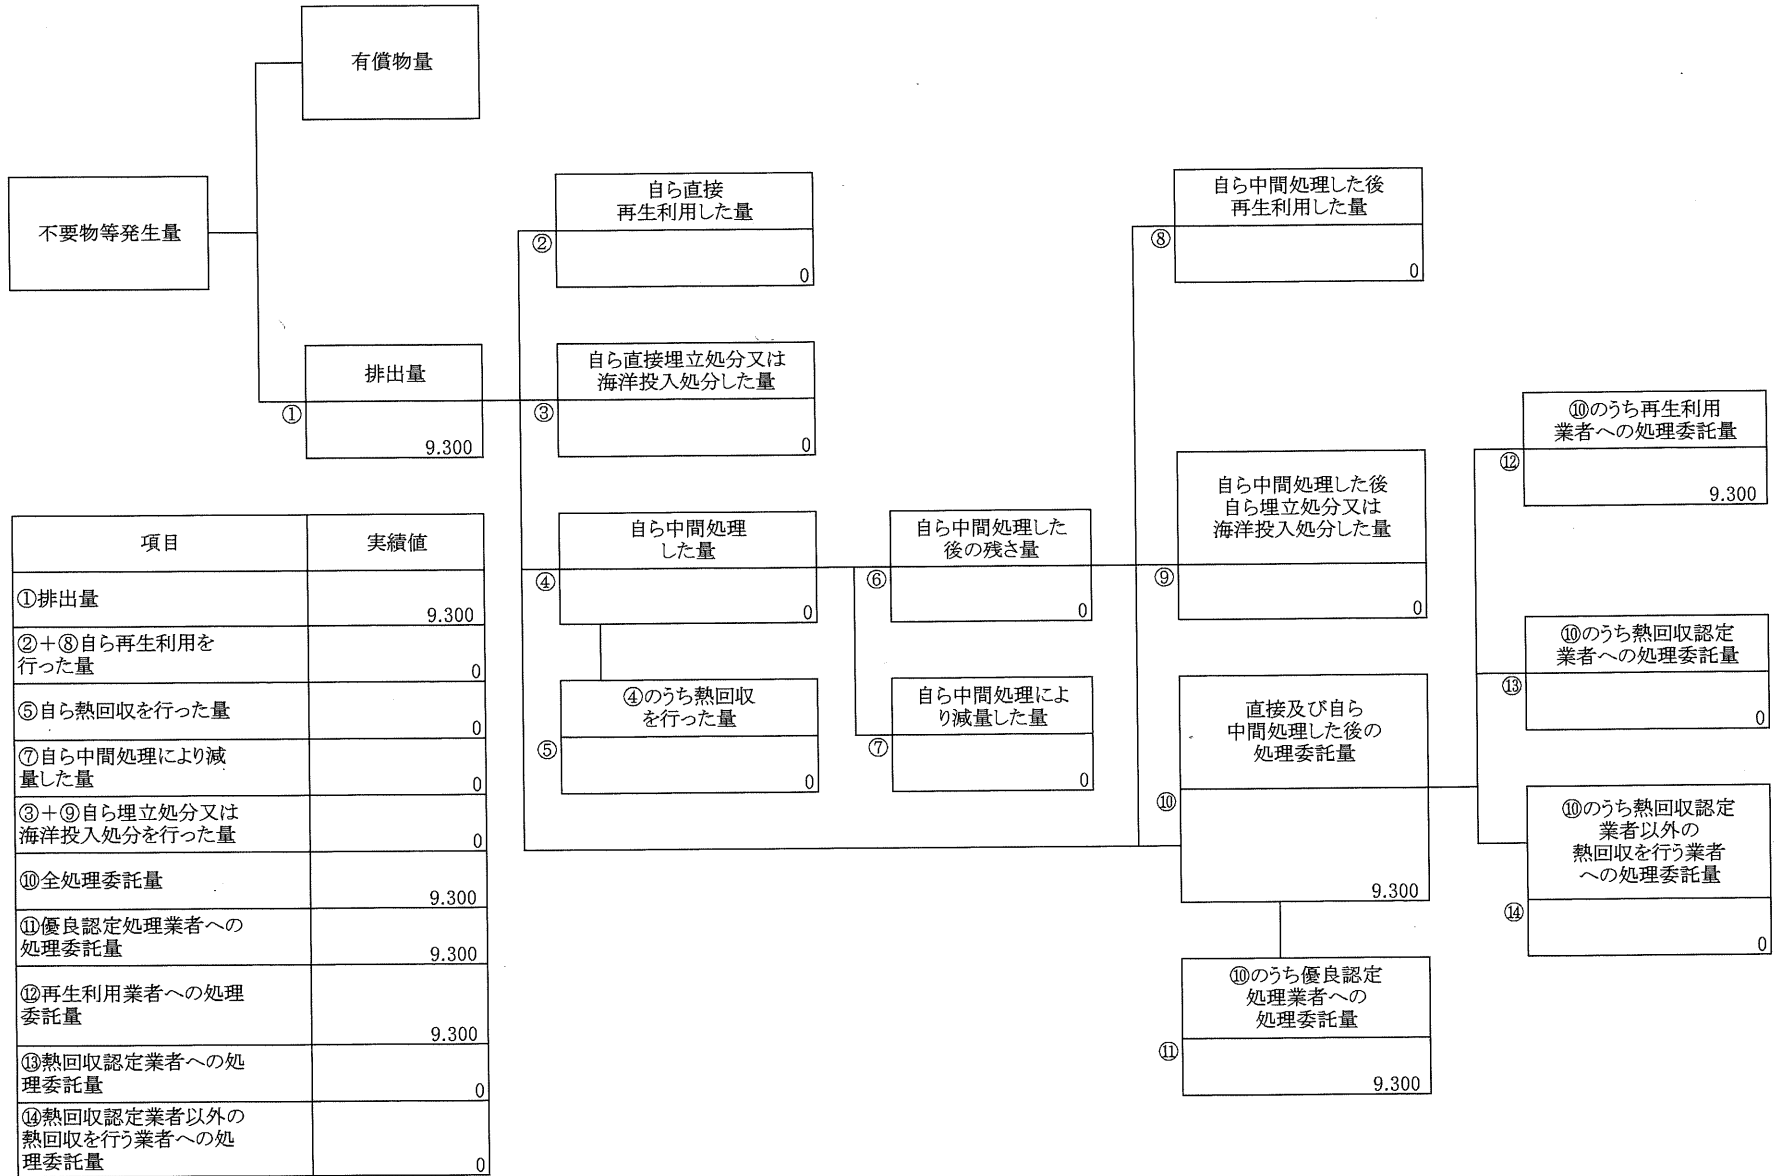 有償物量
不要物等発生量
排出量
①
9.300
自ら直接
再生利用した量
②
0
自ら直接埋立処分又は
海洋投入処分した量
③
0
自ら中間処理
した量
④
0
④のうち熱回収
を行った量
⑤
0
自ら中間処理した
後の残さ量
⑥
0
自ら中間処理によ
り減量した量
⑦
0
自ら中間処理した後
再生利用した量
⑧
0
自ら中間処理した後
自ら埋立処分又は
海洋投入処分した量
⑨
0
直接及び自ら
中間処理した後の
処理委託量
⑩
9.300
⑩のうち優良認定
処理業者への
処理委託量
⑪
9.300
⑩のうち再生利用
業者への処理委託量
⑫
9.300
⑩のうち熱回収認定
業者への処理委託量
⑬
0
⑩のうち熱回収認定
業者以外の
熱回収を行う業者
への処理委託量
⑭
0
項目 実績値
①排出量
9.300
②+⑧自ら再生利用を
行った量
0
⑤自ら熱回収を行った量
0
⑦自ら中間処理により減
量した量
0
③+⑨自ら埋立処分又は
海洋投入処分を行った量
0
⑩全処理委託量
9.300
⑪優良認定処理業者への
処理委託量
9.300
⑫再生利用業者への処理
委託量
9.300
⑬熱回収認定業者への処
理委託量
0
⑭熱回収認定業者以外の
熱回収を行う業者への処
理委託量
0